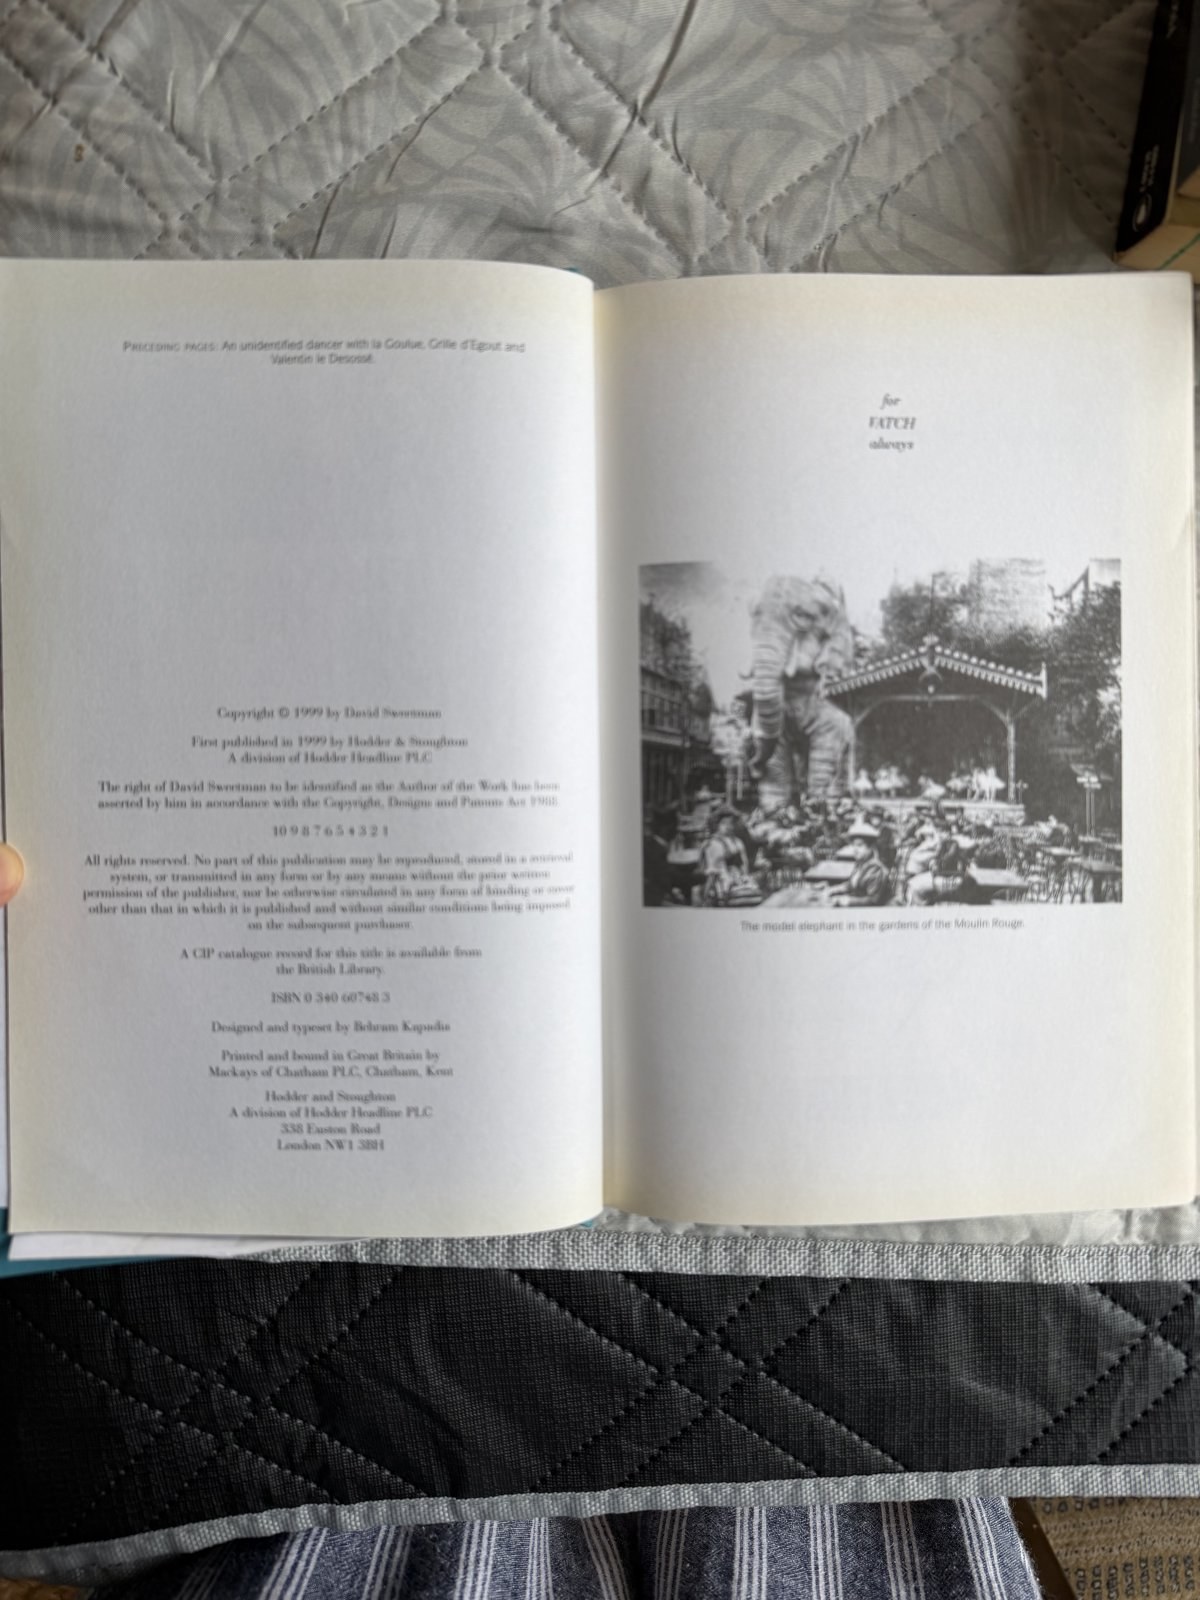 PRECEDING PAGES: An unidentified dancer with la Goulue, Grille d'Egout and
Valentin le Desossé.
Copyright © 1999 by David Sweetman
First published in 1999 by Hodder & Stoughton
A division of Hodder Headline PLC
The right of David Sweetman to be identified as the Author of the Work has been
asserted by him in accordance with the Copyright, Designs and Patents Act 1988.
10 9 8 7 6 5 4 3 2 1
All rights reserved. No part of this publication may be reproduced, stored in a retrieval
system, or transmitted in any form or by any means without the prior written
permission of the publisher, nor be otherwise circulated in any form of binding or cover
other than that in which it is published and without similar conditions being imposed
on the subsequent purchaser.
A CIP catalogue record for this title is available from
the British Library
ISBN 0 340 60748 3
Designed and typeset by Behram Kapadia
Printed and bound in Great Britain by
Mackays of Chatham PLC, Chatham, Kent
Hodder and Stoughton
A division of Hodder Headline PLC
338 Euston Road
London NW1 3BH
for
VATCH
always
The model elephant in the gardens of the Moulin Rouge.